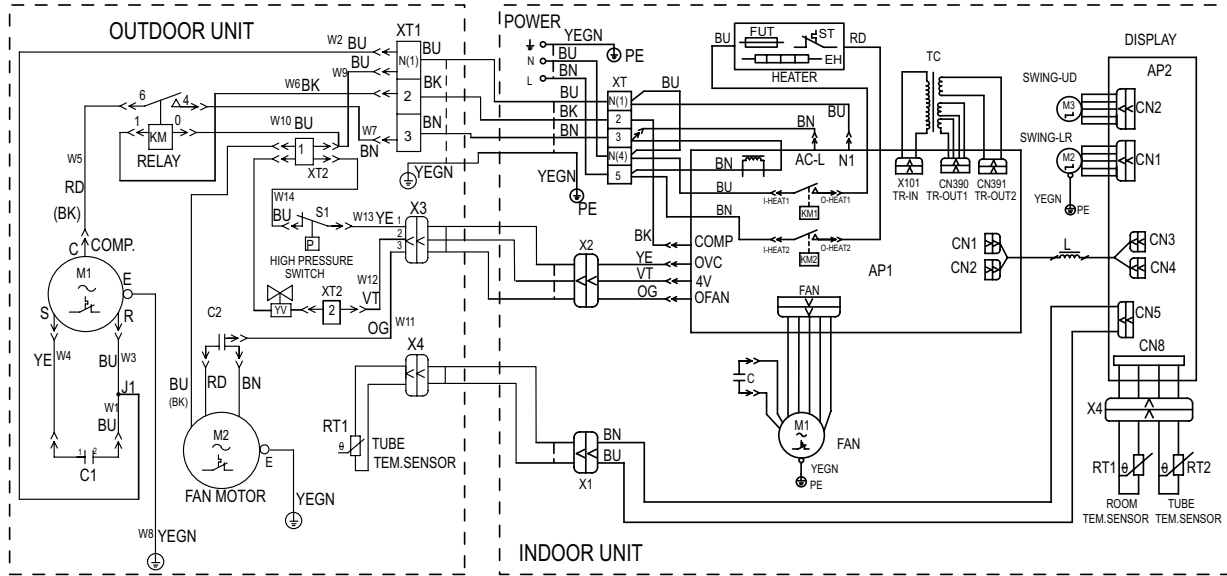 OUTDOOR UNIT
XT1
W2 BU
BU
BU
N(1)
W9
W6 BK
BK
2
6
4
1
KM
0
W10 BU
W7
BN
BN
3
RELAY
1
XT2
YEGN
W5
RD
(BK)
W14
BU
S1
W13 YE
1
2
3
X3
P
HIGH PRESSURE
SWITCH
C
COMP.
M1
E
S
R
VT
W12
YV
XT2
2
OG
W11
C2
YE
W4
BU
W3
J1
W1
BU
1
2
C1
BU
(BK)
RD
BN
M2
E
FAN MOTOR
YEGN
W8 YEGN
X4
RT1
θ
TUBE
TEM.SENSOR
POWER
YEGN
PE
N
BU
L
BN
XT
BU
N(1)
BK
2
BN
3
N(4)
5
YEGN
PE
BU
BU
FUT
ST
RD
EH
HEATER
BN
BU
AC-L
N1
TC
X101
TR-IN
CN390
TR-OUT1
CN391
TR-OUT2
BU
I-HEAT1
O-HEAT1
KM1
BN
I-HEAT2
O-HEAT2
KM2
BK
COMP
YE
OVC
VT
4V
OG
OFAN
X2
AP1
FAN
C
M1
FAN
YEGN
PE
X1
BN
BU
DISPLAY
AP2
SWING-UD
M3
CN2
SWING-LR
M2
CN1
YEGN
PE
CN1
CN2
L
CN3
CN4
CN5
CN8
X4
RT1
θ
θ
RT2
ROOM
TEM.SENSOR
TUBE
TEM.SENSOR
INDOOR UNIT